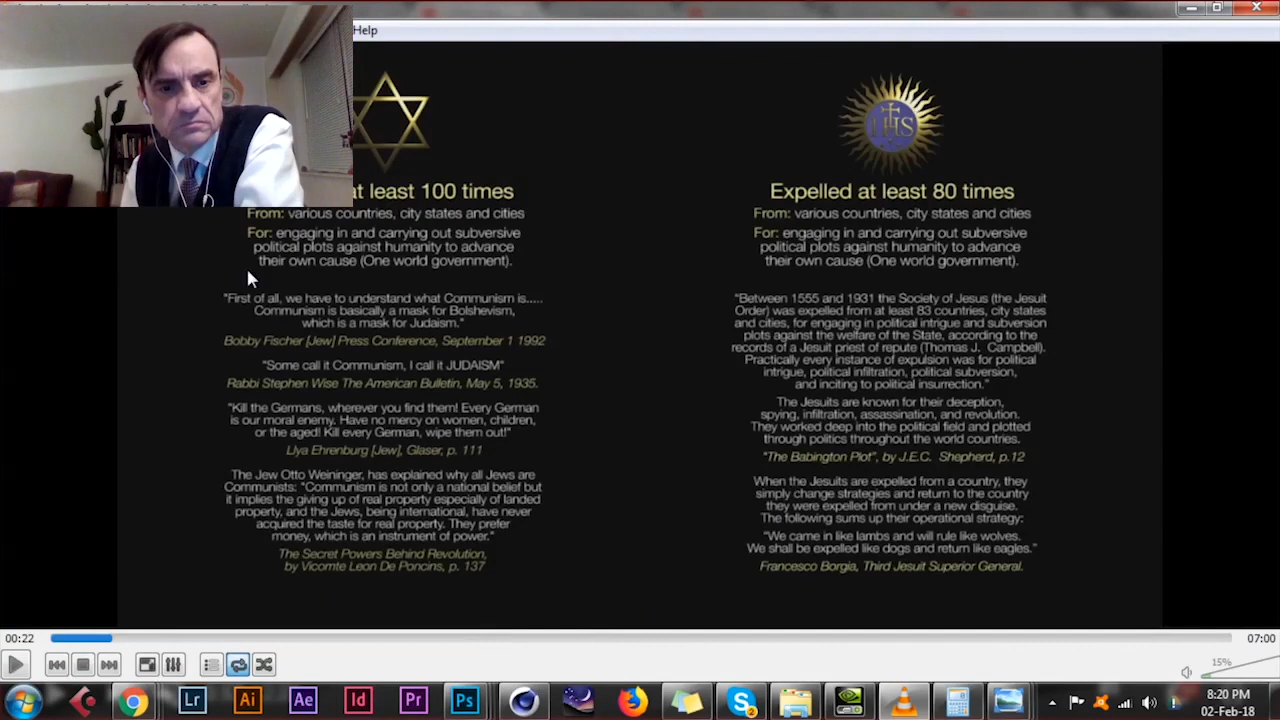 Help
at least 100 times
From: various countries, city states and cities
For: engaging in and carrying out subversive
political plots against humanity to advance
their own cause (One world government).
"First of all, we have to understand what Communism is.....
Communism is basically a mask for Bolshevism,
which is a mask for Judaism."
Bobby Fischer [Jew] Press Conference, September 1 1992
"Some call it Communism, I call it JUDAISM"
Rabbi Stephen Wise The American Bulletin, May 5, 1935.
"Kill the Germans, wherever you find them! Every German
is our moral enemy. Have no mercy on women, children,
or the aged! Kill every German, wipe them out!"
Llya Ehrenburg [Jew], Glaser, p. 111
The Jew Otto Weininger, has explained why all Jews are
Communists: "Communism is not only a national belief but
it implies the giving up of real property especially of landed
property, and the Jews, being international, have never
acquired the taste for real property. They prefer
money, which is an instrument of power."
The Secret Powers Behind Revolution,
by Vicomte Leon De Poncins, p. 137
IHS
Expelled at least 80 times
From: various countries, city states and cities
For: engaging in and carrying out subversive
political plots against humanity to advance
their own cause (One world government).
"Between 1555 and 1931 the Society of Jesus (the Jesuit
Order) was expelled from at least 83 countries, city states
and cities, for engaging in political intrigue and subversion
plots against the welfare of the State, according to the
records of a Jesuit priest of repute (Thomas J. Campbell).
Practically every instance of expulsion was for political
intrigue, political infiltration, political subversion,
and inciting to political insurrection."
The Jesuits are known for their deception,
spying, infiltration, assassination, and revolution.
They worked deep into the political field and plotted
through politics throughout the world countries.
"The Babington Plot", by J.E.C. Shepherd, p.12
When the Jesuits are expelled from a country, they
simply change strategies and return to the country
they were expelled from under a new disguise.
The following sums up their operational strategy:
"We came in like lambs and will rule like wolves.
We shall be expelled like dogs and return like eagles."
Francesco Borgia, Third Jesuit Superior General.
00:22
07:00
15%
Lr
Ai
Ae
Id
Pr
Ps
S
2
8:20 PM
02-Feb-18